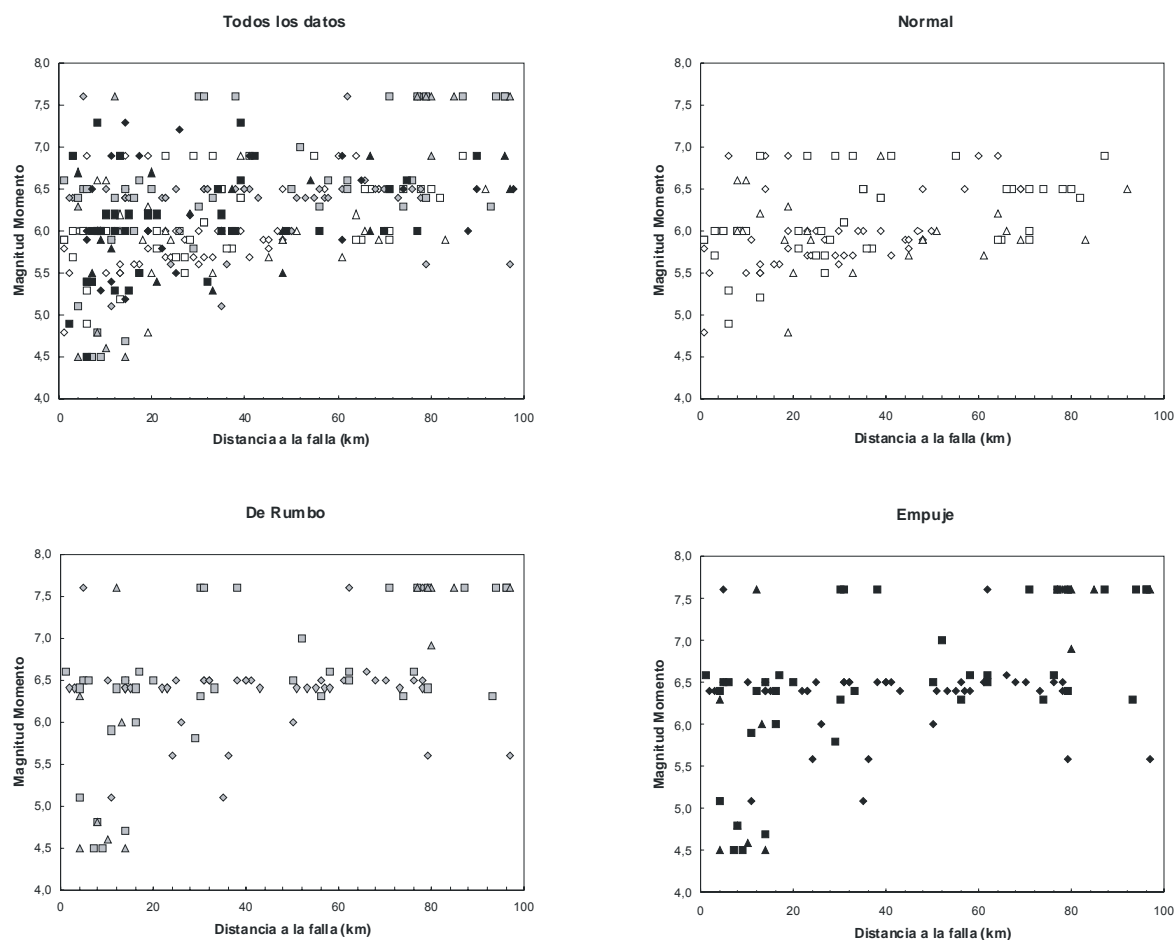 Todos los datos
8,0
7,5
7,0
6,5
6,0
5,5
5,0
4,5
4,0
Magnitud Momento
0 20 40 60 80 100
Distancia a la falla (km)
Normal
8,0
7,5
7,0
6,5
6,0
5,5
5,0
4,5
4,0
Magnitud Momento
0 20 40 60 80 100
Distancia a la falla (km)
De Rumbo
8,0
7,5
7,0
6,5
6,0
5,5
5,0
4,5
4,0
Magnitud Momento
0 20 40 60 80 100
Distancia a la falla (km)
Empuje
8,0
7,5
7,0
6,5
6,0
5,5
5,0
4,5
4,0
Magnitud Momento
0 20 40 60 80 100
Distancia a la falla (km)